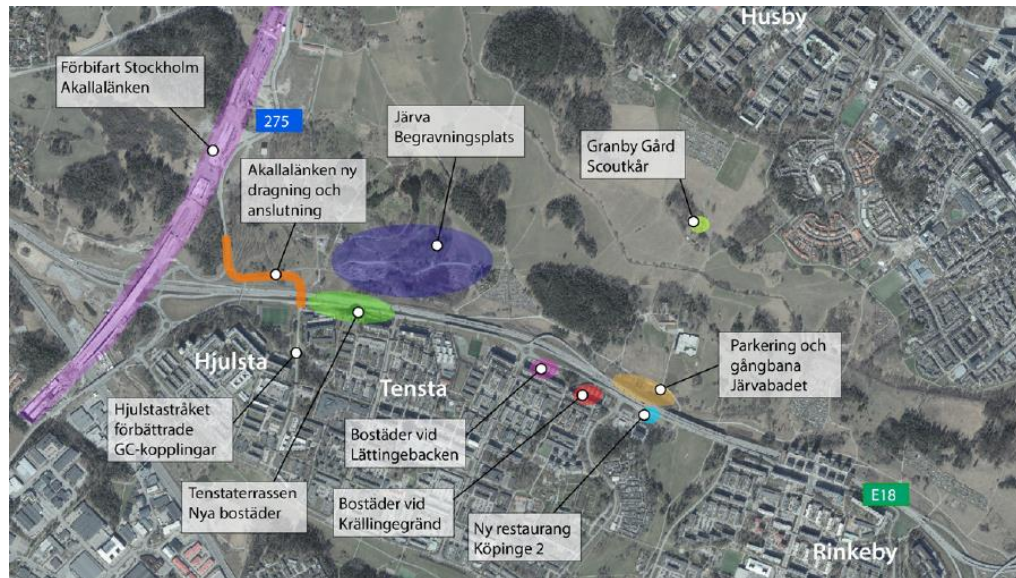 Husby
Förbifart Stockholm
Akallalänken
275
Järva
Begravningsplats
Granby Gård
Scoutkår
Akallalänken ny
dragning och
anslutning
Hjulsta
Tensta
Parkering och
gångbana
Järvabadet
Hjulstastråket
förbättrade
GC-kopplingar
Bostäder vid
Lättingebacken
Tenstaterrassen
Nya bostäder
Bostäder vid
Krällingegränd
Ny restaurang
Köpinge 2
E18
Rinkeby